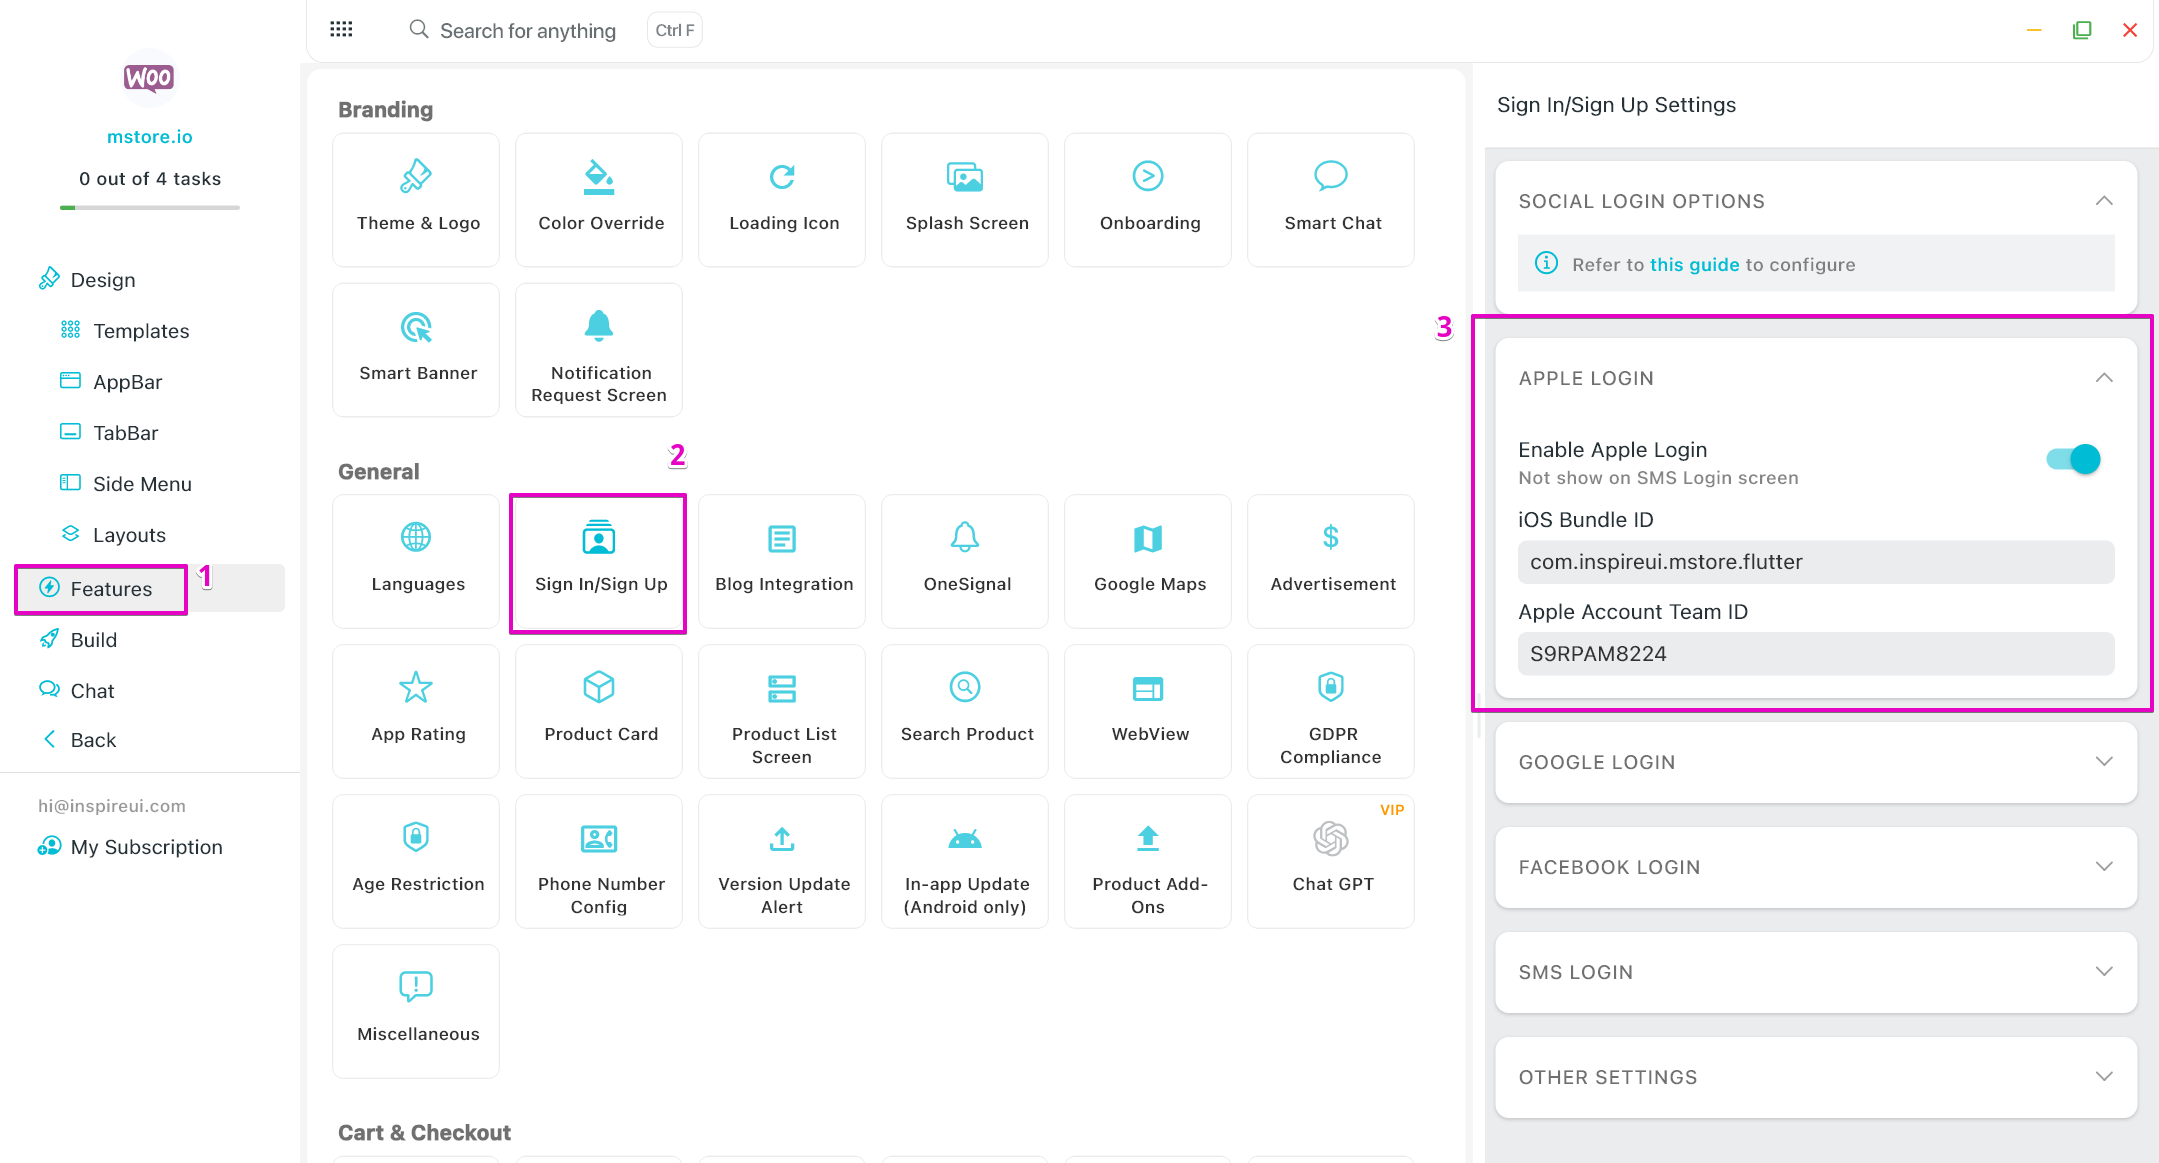 WOO
mstore.io
0 out of 4 tasks
Design
Templates
AppBar
TabBar
Side Menu
Layouts
Features
1
Build
Chat
Back
hi@inspireui.com
My Subscription
Search for anything
Ctrl F
Branding
Theme & Logo
Color Override
Loading Icon
Splash Screen
Onboarding
Smart Chat
Smart Banner
Notification
Request Screen
General
2
Languages
Sign In/Sign Up
Blog Integration
OneSignal
Google Maps
Advertisement
App Rating
Product Card
Product List
Screen
Search Product
WebView
GDPR
Compliance
Age Restriction
Phone Number
Config
Version Update
Alert
In-app Update
(Android only)
Product Add-
Ons
VIP
Chat GPT
Miscellaneous
Cart & Checkout
Sign In/Sign Up Settings
SOCIAL LOGIN OPTIONS
Refer to this guide to configure
3
APPLE LOGIN
Enable Apple Login
Not show on SMS Login screen
iOS Bundle ID
com.inspireui.mstore.flutter
Apple Account Team ID
S9RPAM8224
GOOGLE LOGIN
FACEBOOK LOGIN
SMS LOGIN
OTHER SETTINGS